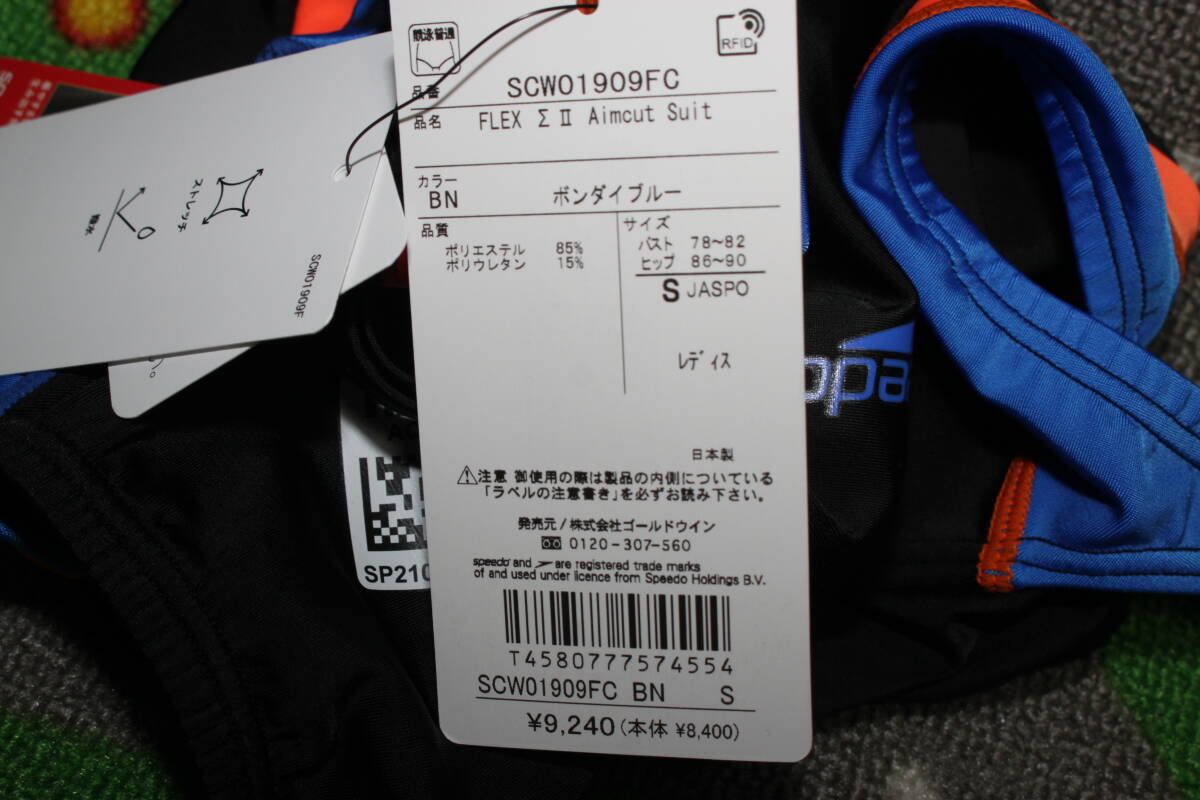 競泳普通
RFID
品番 SCW01909FC
品名 FLEX Σ Ⅱ Aimcut Suit
カラー
BN ボンダイブルー
品質
ポリエステル 85%
ポリウレタン 15%
サイズ
バスト 78~82
ヒップ 86~90
S JASPO
レディス
日本製
⚠注意 御使用の際は製品の内側についている
「ラベルの注意書き」を必ずお読み下さい。
発売元/株式会社ゴールドウイン
0120-307-560
speedo and are registered trade marks
of and used under licence from Speedo Holdings B.V.
T4580777574554
SCW01909FC BN S
¥9,240(本体 ¥8,400)
ストレッチ
撥水
SCW01909F
SP210